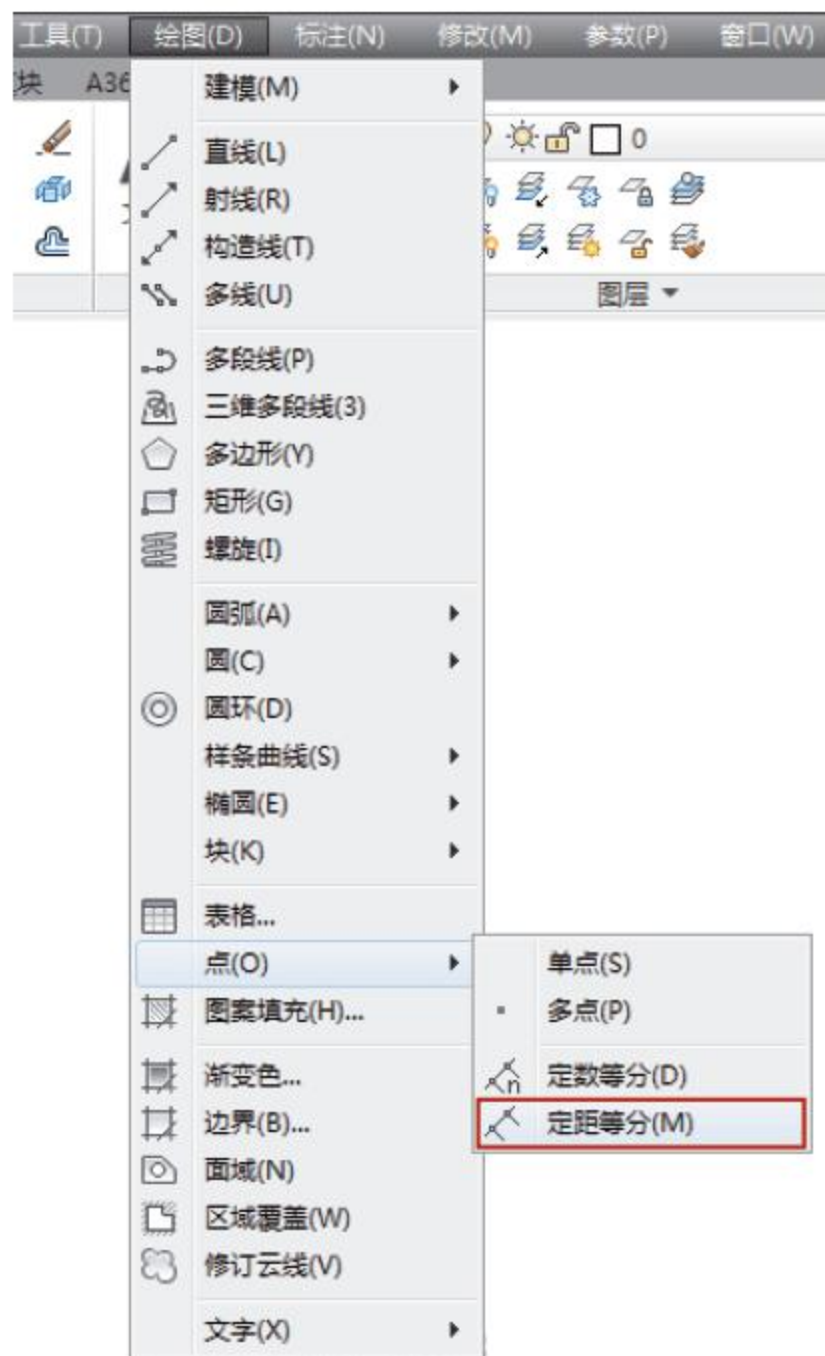 工具(T) 绘图(D) 标注(N) 修改(M) 参数(P) 窗口(W)
块 A36
0
图层
建模(M)
直线(L)
射线(R)
构造线(T)
多线(U)
多段线(P)
三维多段线(3)
多边形(Y)
矩形(G)
螺旋(I)
圆弧(A)
圆(C)
圆环(D)
样条曲线(S)
椭圆(E)
块(K)
表格...
点(O)
图案填充(H)...
渐变色...
边界(B)...
面域(N)
区域覆盖(W)
修订云线(V)
文字(X)
单点(S)
多点(P)
定数等分(D)
定距等分(M)